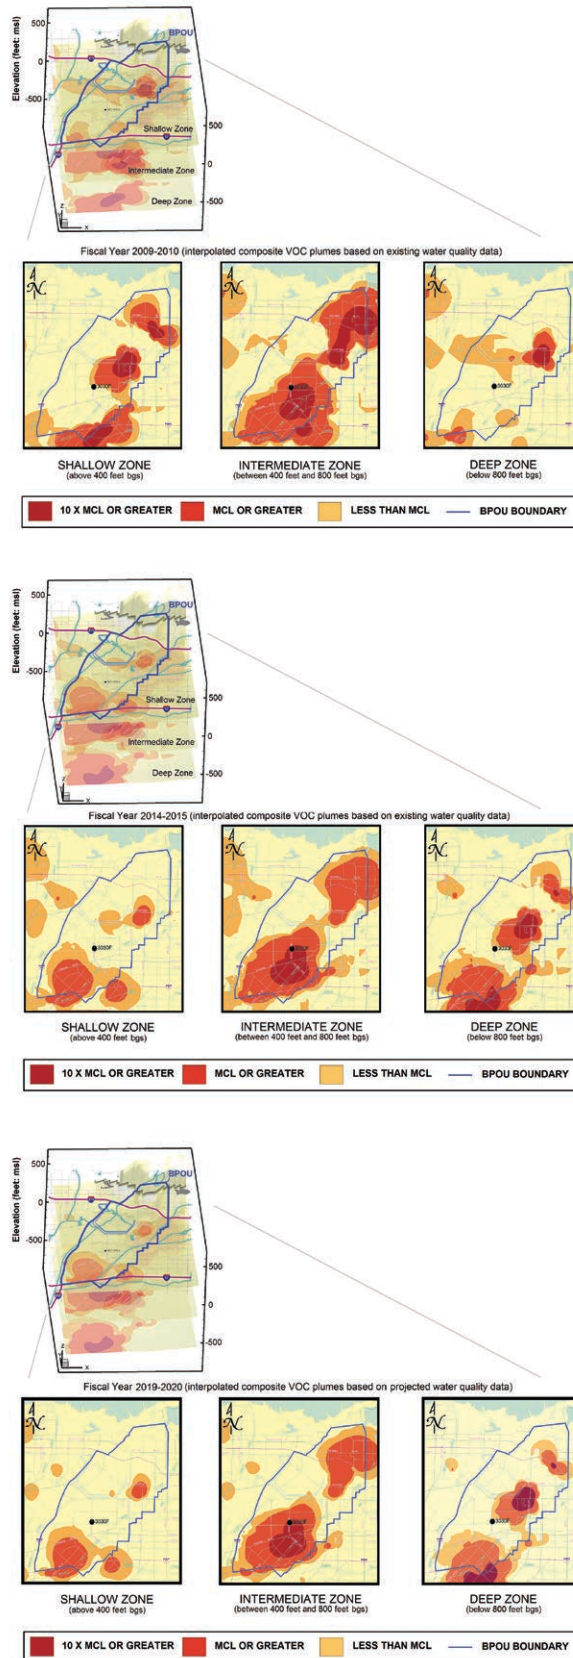 500
BPOU
Elevation (feet: msl)
0
-500
500
Shallow Zone
Intermediate Zone
0
Deep Zone
-500
Z
X
Fiscal Year 2009-2010 (interpolated composite VOC plumes based on existing water quality data)
N N N
3030F
3030F
SHALLOW ZONE INTERMEDIATE ZONE DEEP ZONE
(above 400 feet bgs) (between 400 feet and 800 feet bgs) (below 800 feet bgs)
10 X MCL OR GREATER MCL OR GREATER LESS THAN MCL BPOU BOUNDARY
500
BPOU
Elevation (feet: msl)
0
-500
Shallow Zone
500
Intermediate Zone
0
Deep Zone
-500
Z
X
Fiscal Year 2014-2015 (interpolated composite VOC plumes based on existing water quality data)
N N N
3030F
3030F
SHALLOW ZONE INTERMEDIATE ZONE DEEP ZONE
(above 400 feet bgs) (between 400 feet and 800 feet bgs) (below 800 feet bgs)
10 X MCL OR GREATER MCL OR GREATER LESS THAN MCL BPOU BOUNDARY
500
BPOU
Elevation (feet: msl)
0
-500
500
0
-500
Z
X
Fiscal Year 2019-2020 (interpolated composite VOC plumes based on projected water quality data)
N N N
3030F 3030F
SHALLOW ZONE INTERMEDIATE ZONE DEEP ZONE
(above 400 feet bgs) (between 400 feet and 800 feet bgs) (below 800 feet bgs)
10 X MCL OR GREATER MCL OR GREATER LESS THAN MCL BPOU BOUNDARY